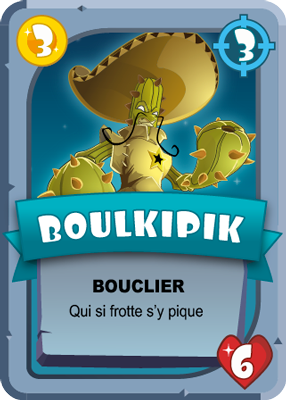 3
3
BOULKIPIK
BOUCLIER
Qui si frotte s'y pique
6